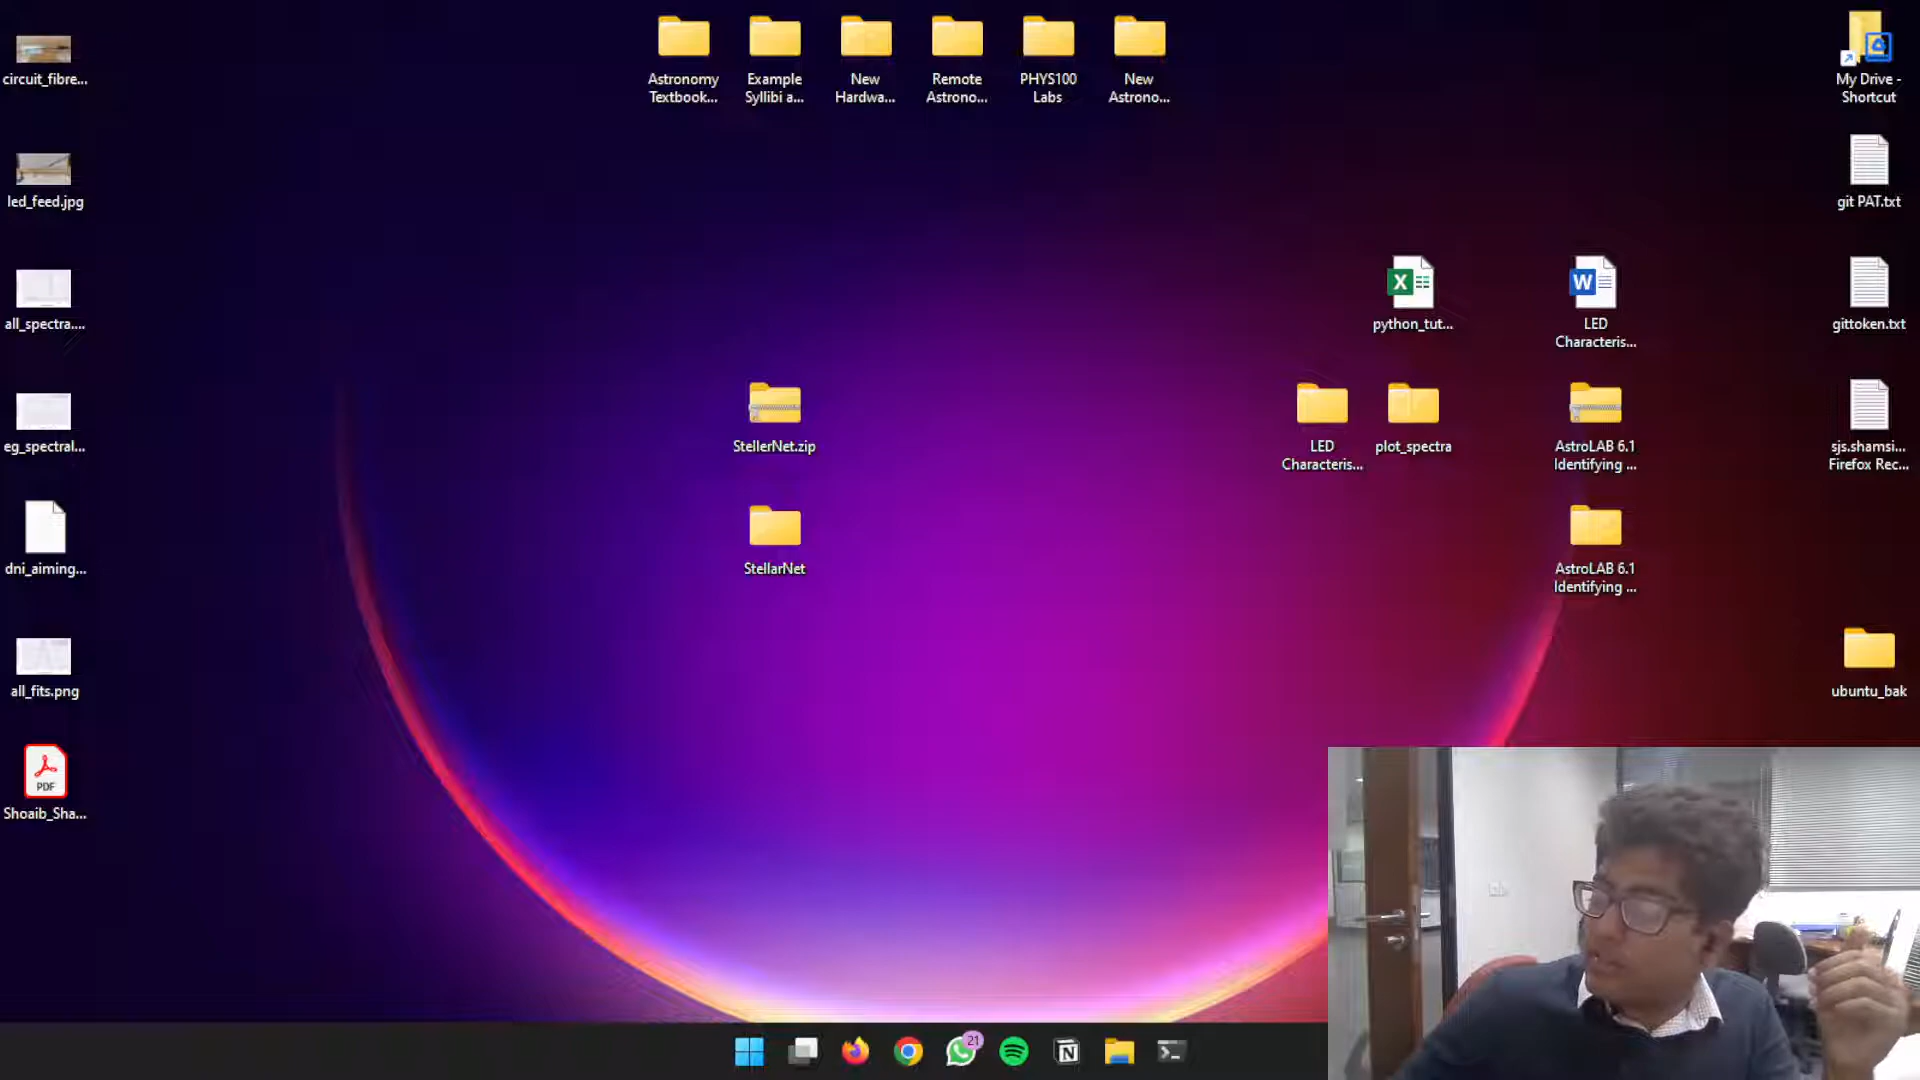 circuit_fibre...
led_feed.jpg
all_spectra....
eg_spectral...
dni_aiming...
all_fits.png
PDF
Shoaib_Sha...
Astronomy
Textbook...
Example
Syllibi a...
New
Hardwa...
Remote
Astrono...
PHYS100
Labs
New
Astrono...
StellerNet.zip
StellarNet
X
python_tut...
W
LED
Characteris...
LED
Characteris...
plot_spectra
AstroLAB 6.1
Identifying ...
AstroLAB 6.1
Identifying ...
My Drive -
Shortcut
git PAT.txt
gittoken.txt
sjs.shamsi...
Firefox Rec...
ubuntu_bak
21